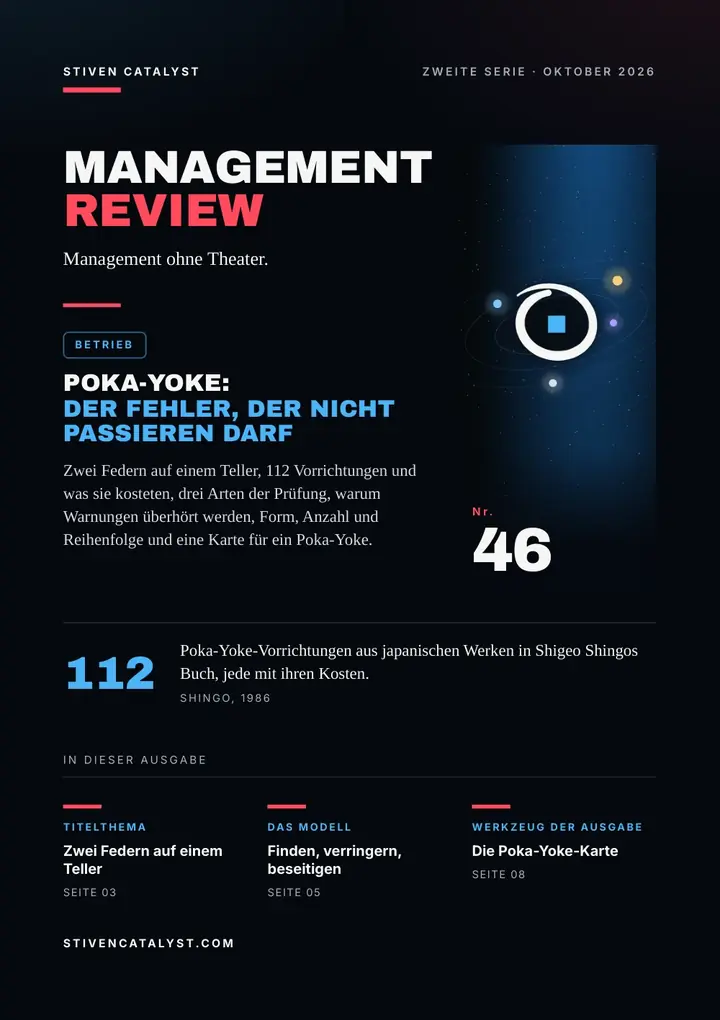 STIVEN CATALYST
ZWEITE SERIE · OKTOBER 2026
MANAGEMENT
REVIEW
Management ohne Theater.
BETRIEB
POKA-YOKE:
DER FEHLER, DER NICHT
PASSIEREN DARF
Zwei Federn auf einem Teller, 112 Vorrichtungen und
was sie kosteten, drei Arten der Prüfung, warum
Warnungen überhört werden, Form, Anzahl und
Reihenfolge und eine Karte für ein Poka-Yoke.
Nr.
46
112
Poka-Yoke-Vorrichtungen aus japanischen Werken in Shigeo Shingos
Buch, jede mit ihren Kosten.
SHINGO, 1986
IN DIESER AUSGABE
TITELTHEMA
Zwei Federn auf einem
Teller
SEITE 03
DAS MODELL
Finden, verringern,
beseitigen
SEITE 05
WERKZEUG DER AUSGABE
Die Poka-Yoke-Karte
SEITE 08
STIVENCATALYST.COM